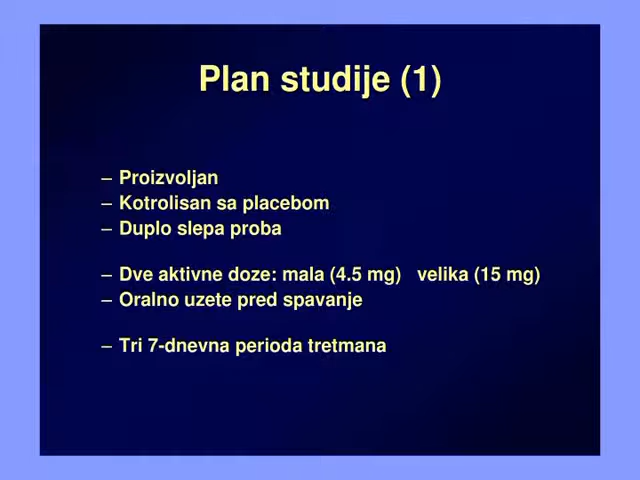 Plan studije (1)
– Proizvoljan
– Kotrolisan sa placebom
– Duplo slepa proba
– Dve aktivne doze: mala (4.5 mg) velika (15 mg)
– Oralno uzete pred spavanje
– Tri 7-dnevna perioda tretmana